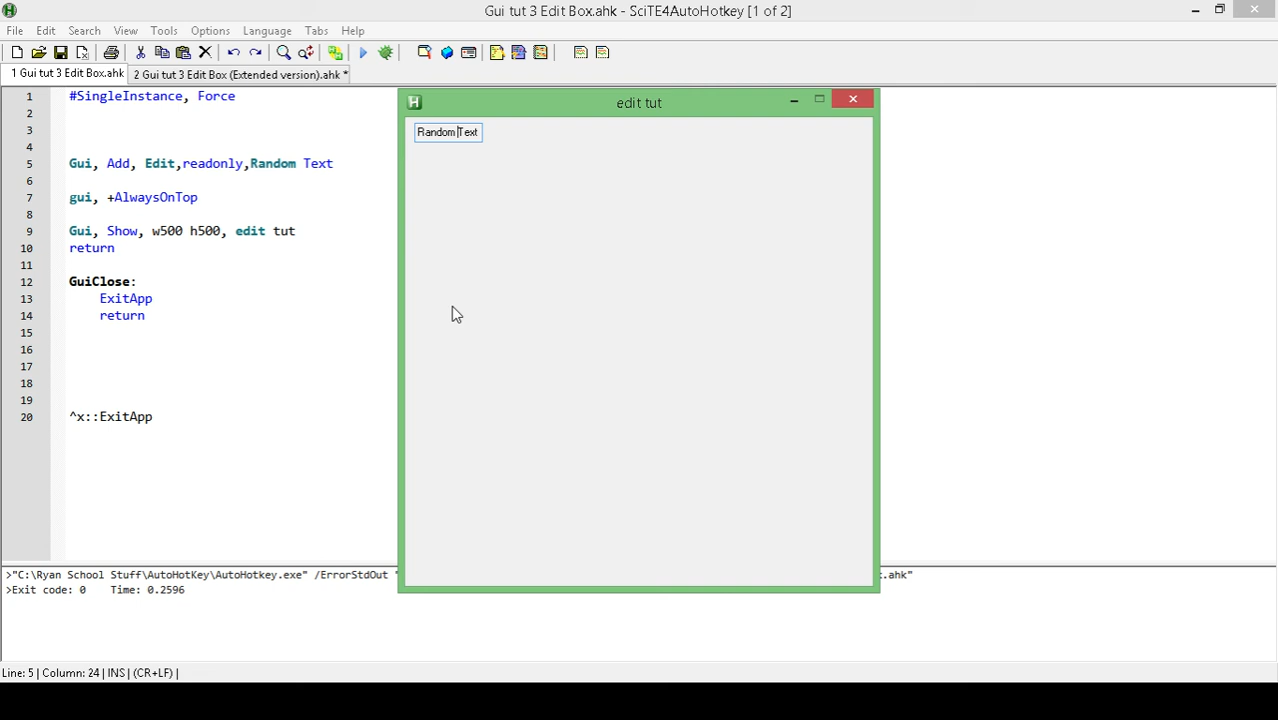 Gui tut 3 Edit Box.ahk - SciTE4AutoHotkey [1 of 2]
File Edit Search View Tools Options Language Tabs Help
1 Gui tut 3 Edit Box.ahk 2 Gui tut 3 Edit Box (Extended version).ahk *
1 #SingleInstance, Force
2
3
4
5 Gui, Add, Edit,readonly,Random Text
6
7 gui, +AlwaysOnTop
8
9 Gui, Show, w500 h500, edit tut
10 return
11
12 GuiClose:
13 ExitApp
14 return
15
16
17
18
19
20 ^x::ExitApp
edit tut
Random Text
>"C:\Ryan School Stuff\AutoHotKey\AutoHotkey.exe" /ErrorStdOut " .ahk"
>Exit code: 0 Time: 0.2596
Line: 5 | Column: 24 | INS | (CR+LF) |